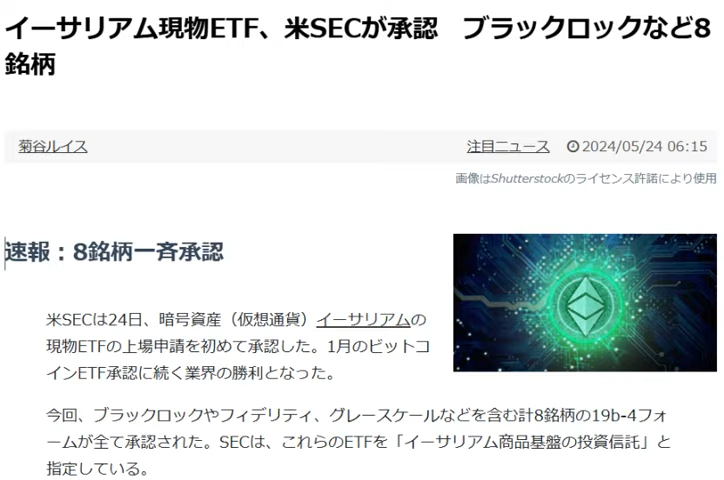 イーサリアム現物ETF、米SECが承認　ブラックロックなど8
銘柄
菊谷ルイス
注目ニュース 2024/05/24 06:15
画像はShutterstockのライセンス許諾により使用
速報：8銘柄一斉承認
米SECは24日、暗号資産（仮想通貨）イーサリアムの
現物ETFの上場申請を初めて承認した。1月のビットコ
インETF承認に続く業界の勝利となった。
今回、ブラックロックやフィデリティ、グレースケールなどを含む計8銘柄の19b-4フォ
ームが全て承認された。SECは、これらのETFを「イーサリアム商品基盤の投資信託」と
指定している。